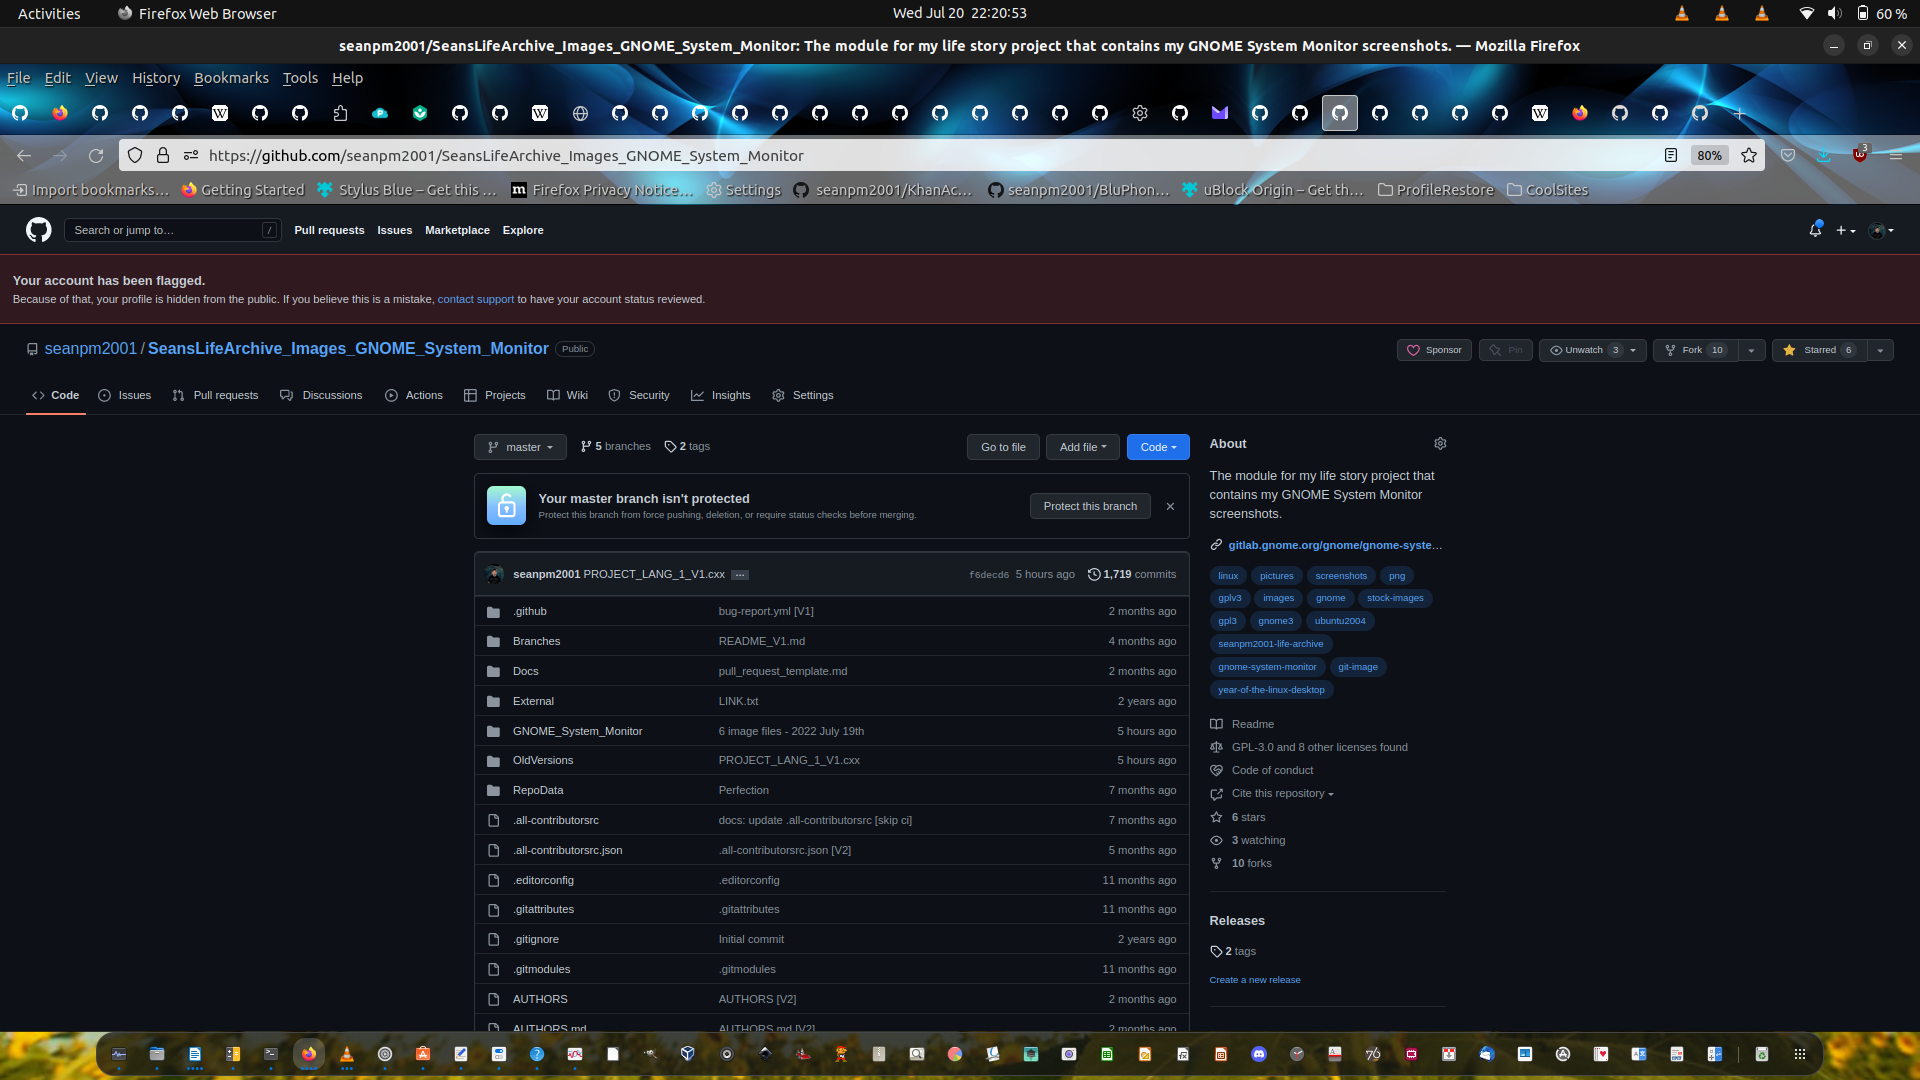 Activities
Firefox Web Browser
Wed Jul 20 22:20:53
60 %
seanpm2001/SeansLifeArchive_Images_GNOME_System_Monitor: The module for my life story project that contains my GNOME System Monitor screenshots. — Mozilla Firefox
File Edit View History Bookmarks Tools Help
https://github.com/seanpm2001/SeansLifeArchive_Images_GNOME_System_Monitor
80%
3
Import bookmarks… Getting Started Stylus Blue – Get this … Firefox Privacy Notice… Settings seanpm2001/KhanAc… seanpm2001/BluPhon… uBlock Origin – Get th… ProfileRestore CoolSites
Search or jump to… /
Pull requests Issues Marketplace Explore
Your account has been flagged.
Because of that, your profile is hidden from the public. If you believe this is a mistake, contact support to have your account status reviewed.
seanpm2001 / SeansLifeArchive_Images_GNOME_System_Monitor Public
Sponsor Pin Unwatch 3 Fork 10 Starred 6
Code Issues Pull requests Discussions Actions Projects Wiki Security Insights Settings
master 5 branches 2 tags
Go to file Add file Code
Your master branch isn't protected
Protect this branch from force pushing, deletion, or require status checks before merging.
Protect this branch
seanpm2001 PROJECT_LANG_1_V1.cxx … f6decd6 5 hours ago 1,719 commits
.github bug-report.yml [V1] 2 months ago
Branches README_V1.md 4 months ago
Docs pull_request_template.md 2 months ago
External LINK.txt 2 years ago
GNOME_System_Monitor 6 image files - 2022 July 19th 5 hours ago
OldVersions PROJECT_LANG_1_V1.cxx 5 hours ago
RepoData Perfection 7 months ago
.all-contributorsrc docs: update .all-contributorsrc [skip ci] 7 months ago
.all-contributorsrc.json .all-contributorsrc.json [V2] 5 months ago
.editorconfig .editorconfig 11 months ago
.gitattributes .gitattributes 11 months ago
.gitignore Initial commit 2 years ago
.gitmodules .gitmodules 11 months ago
AUTHORS AUTHORS [V2] 2 months ago
AUTHORS.md AUTHORS.md [V2] 2 months ago
About
The module for my life story project that
contains my GNOME System Monitor
screenshots.
gitlab.gnome.org/gnome/gnome-syste…
linux pictures screenshots png
gplv3 images gnome stock-images
gpl3 gnome3 ubuntu2004
seanpm2001-life-archive
gnome-system-monitor git-image
year-of-the-linux-desktop
Readme
GPL-3.0 and 8 other licenses found
Code of conduct
Cite this repository
6 stars
3 watching
10 forks
Releases
2 tags
Create a new release